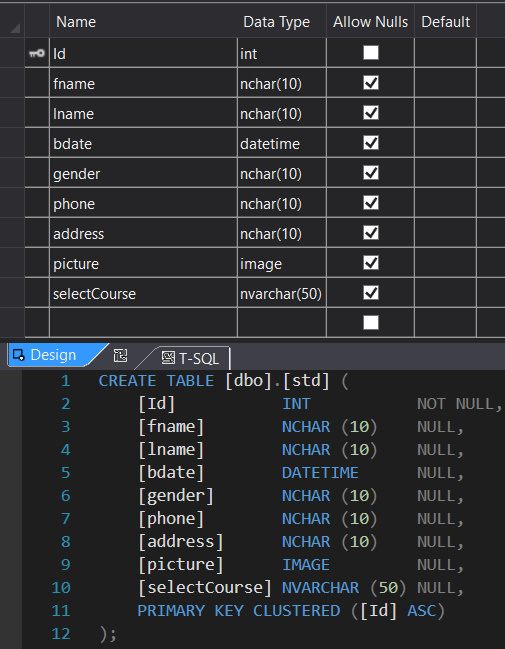 Name Data Type Allow Nulls Default
Id int
fname nchar(10)
lname nchar(10)
bdate datetime
gender nchar(10)
phone nchar(10)
address nchar(10)
picture image
selectCourse nvarchar(50)
Design T-SQL
1 CREATE TABLE [dbo].[std] (
2 [Id] INT NOT NULL,
3 [fname] NCHAR (10) NULL,
4 [lname] NCHAR (10) NULL,
5 [bdate] DATETIME NULL,
6 [gender] NCHAR (10) NULL,
7 [phone] NCHAR (10) NULL,
8 [address] NCHAR (10) NULL,
9 [picture] IMAGE NULL,
10 [selectCourse] NVARCHAR (50) NULL,
11 PRIMARY KEY CLUSTERED ([Id] ASC)
12 );